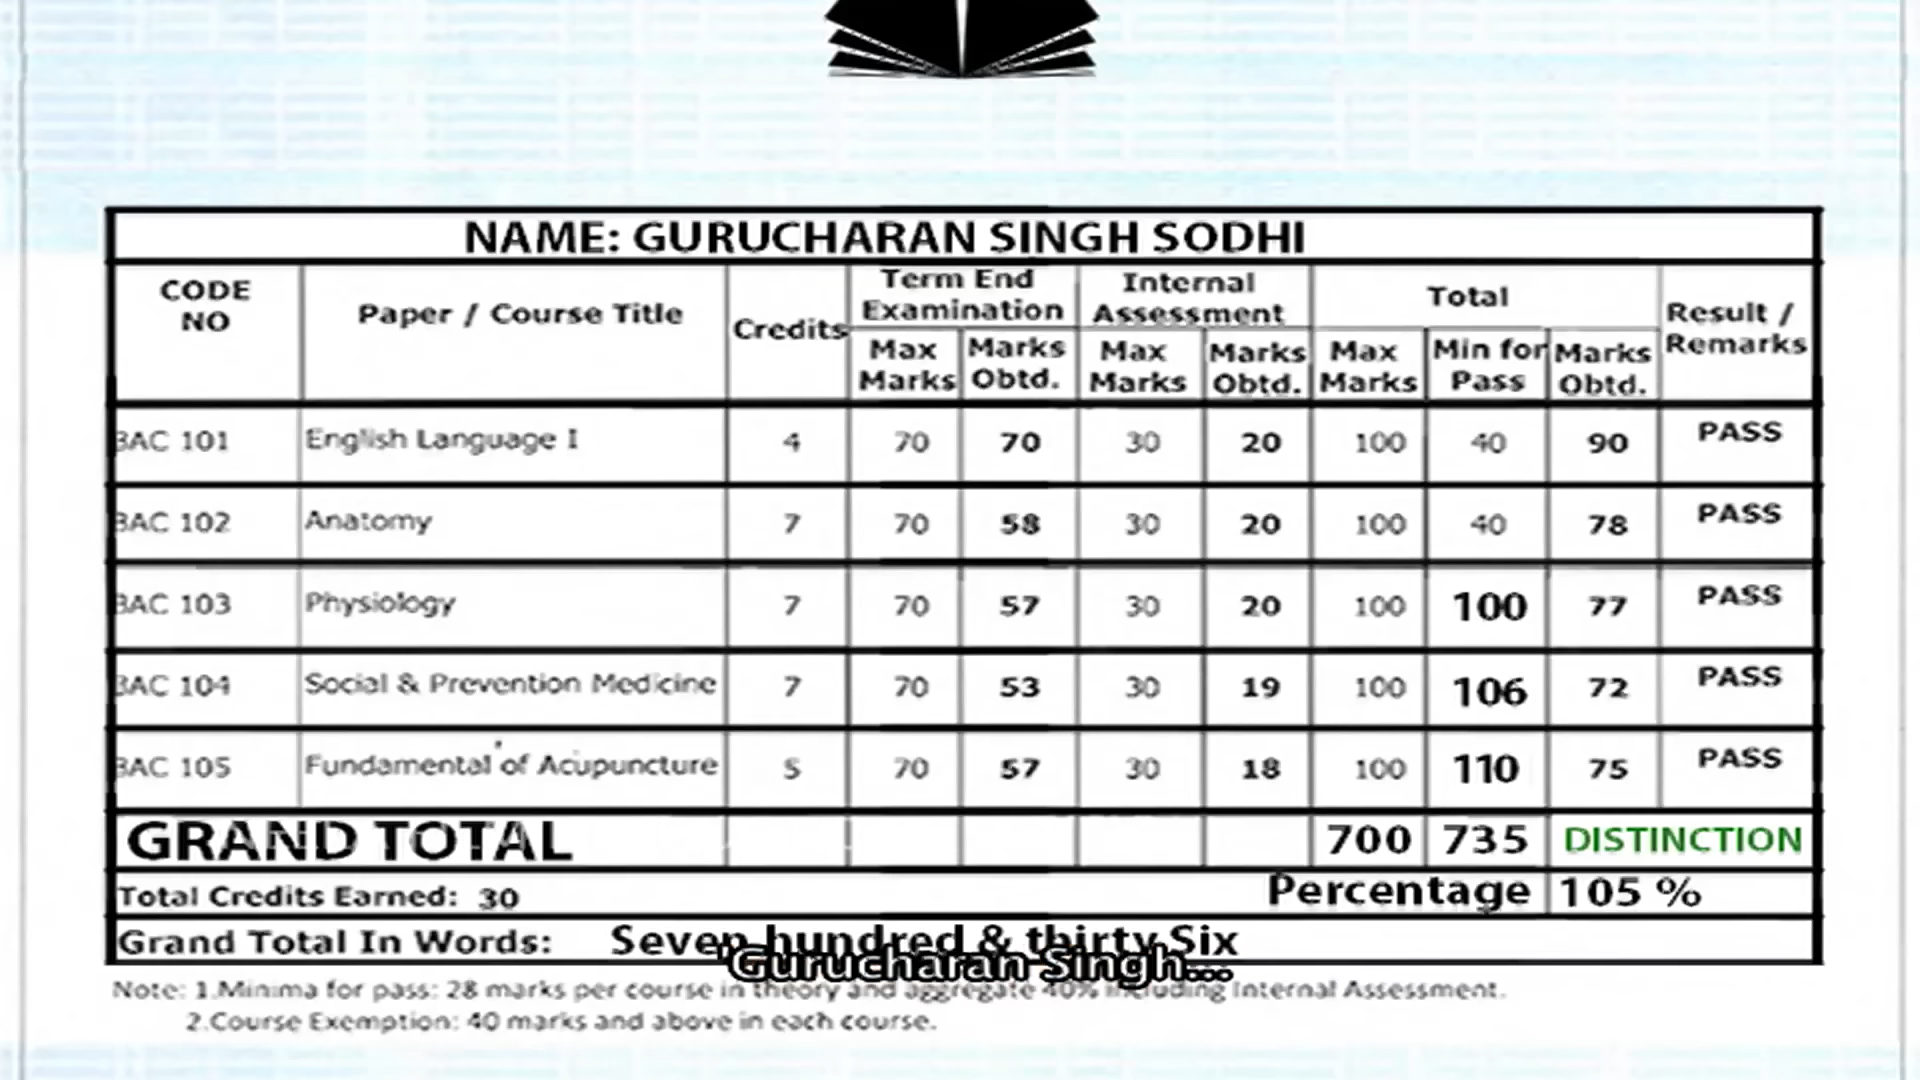 NAME: GURUCHARAN SINGH SODHI
CODE NO Paper / Course Title Credits Term End Examination Internal Assessment Total Result / Remarks
Max Marks Marks Obtd. Max Marks Marks Obtd. Max Marks Min for Pass Marks Obtd.
BAC 101 English Language I 4 70 70 30 20 100 40 90 PASS
BAC 102 Anatomy 7 70 58 30 20 100 40 78 PASS
BAC 103 Physiology 7 70 57 30 20 100 100 77 PASS
BAC 104 Social & Prevention Medicine 7 70 53 30 19 100 106 72 PASS
BAC 105 Fundamental of Acupuncture 5 70 57 30 18 100 110 75 PASS
GRAND TOTAL 700 735 DISTINCTION
Total Credits Earned: 30 Percentage 105 %
Grand Total In Words: Seven hundred & thirty Six
"Gurucharan Singh...
Note: 1.Minima for pass: 28 marks per course in theory and aggregate 40% including Internal Assessment.
2.Course Exemption: 40 marks and above in each course.